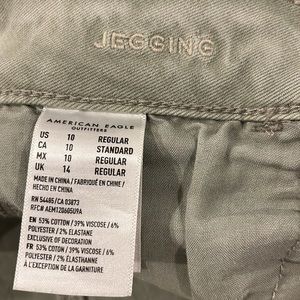 JEGGING
AMERICAN EAGLE
OUTFITTERS
US 10 REGULAR
CA 10 STANDARD
MX 10 REGULAR
UK 14 REGULAR
MADE IN CHINA / FABRIQUÉ EN CHINE /
HECHO EN CHINA
RN 54485 / CA 03873
RFC# AEM120605U9A
EN 53% COTTON / 39% VISCOSE / 6%
POLYESTER / 2% ELASTANE
EXCLUSIVE OF DECORATION
FR 53% COTON / 39% VISCOSE / 6%
POLYESTER / 2% ÉLASTHANNE
À L'EXCEPTION DE LA GARNITURE